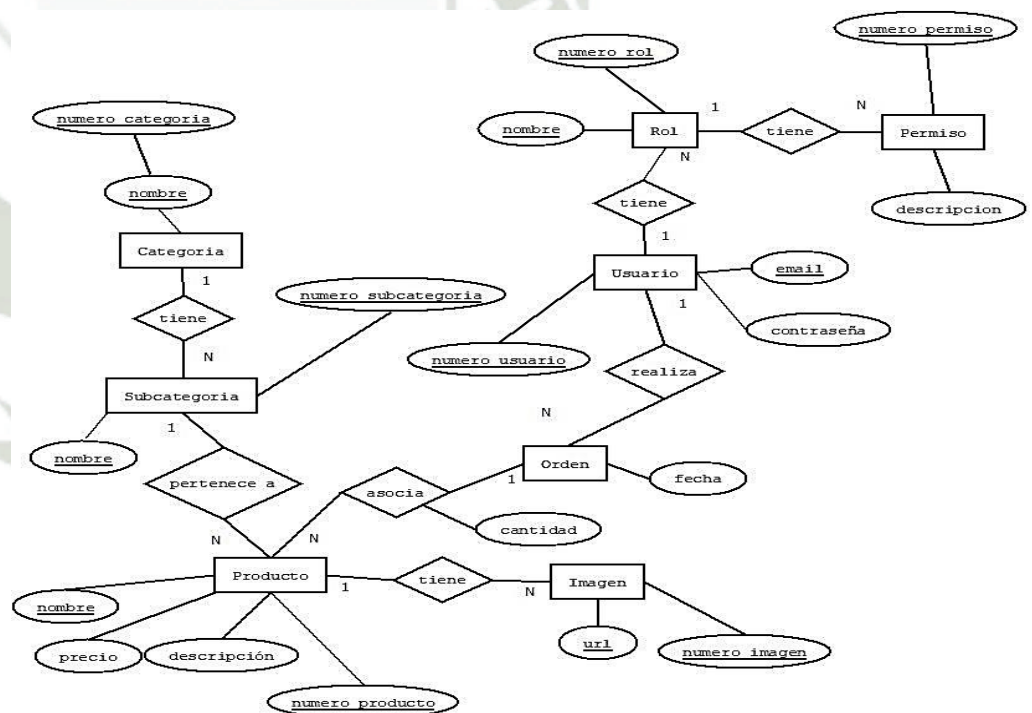 numero permiso
numero rol
numero categoria
1
N
nombre
Rol
tiene
Permiso
N
nombre
tiene
descripcion
Categoria
1
1
Usuario
email
numero subcategoria
1
tiene
contraseña
N
numero usuario
realiza
Subcategoria
N
1
nombre
Orden
pertenece a
asocia
1
fecha
cantidad
N
N
Producto
1
tiene
N
Imagen
nombre
url
precio
descripción
numero imagen
numero producto